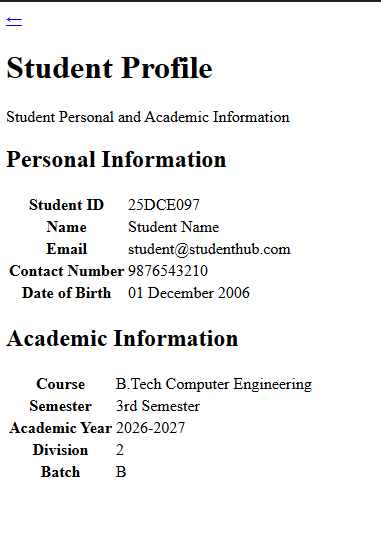 ←
Student Profile
Student Personal and Academic Information
Personal Information
Student ID 25DCE097
Name Student Name
Email student@studenthub.com
Contact Number 9876543210
Date of Birth 01 December 2006
Academic Information
Course B.Tech Computer Engineering
Semester 3rd Semester
Academic Year 2026-2027
Division 2
Batch B